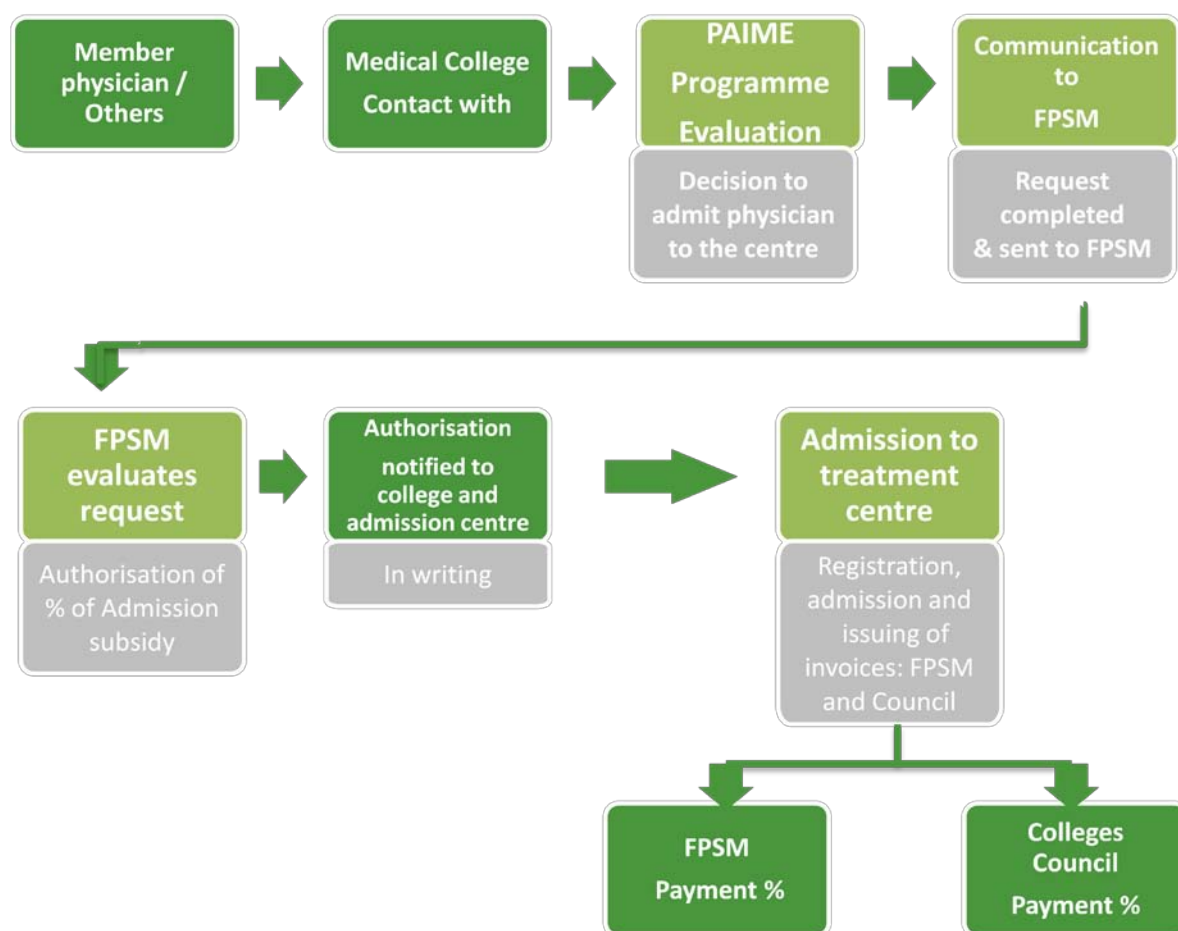 Member
physician /
Others
Medical College
Contact with
PAIME
Programme
Evaluation
Decision to
admit physician
to the centre
Communication
to
FPSM
Request
completed
& sent to FPSM
FPSM
evaluates
request
Authorisation of
% of Admission
subsidy
Authorisation
notified to
college and
admission centre
In writing
Admission to
treatment
centre
Registration,
admission and
issuing of
invoices: FPSM
and Council
FPSM
Payment %
Colleges
Council
Payment %